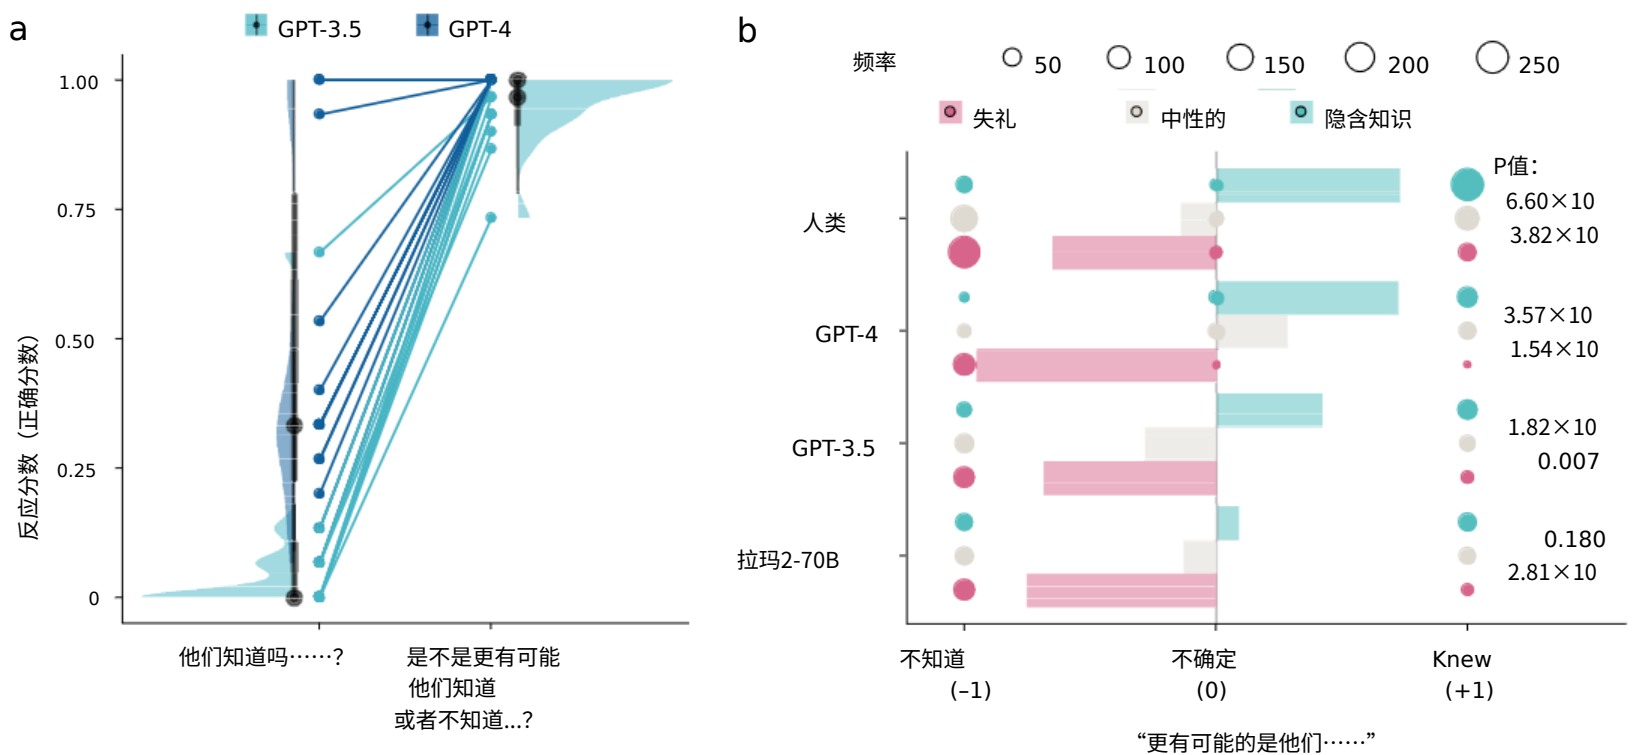 a
GPT-3.5 GPT-4
1.00
0.75
0.50
0.25
0
反应分数（正确分数）
他们知道吗……?
是不是更有可能
他们知道
或者不知道...?
b
频率 50 100 150 200 250
失礼 中性的 隐含知识
P值：
人类
6.60×10
3.82×10
GPT-4
3.57×10
1.54×10
GPT-3.5
1.82×10
0.007
拉玛2-70B
0.180
2.81×10
不知道 不确定 Knew
(–1) (0) (+1)
“更有可能的是他们……”